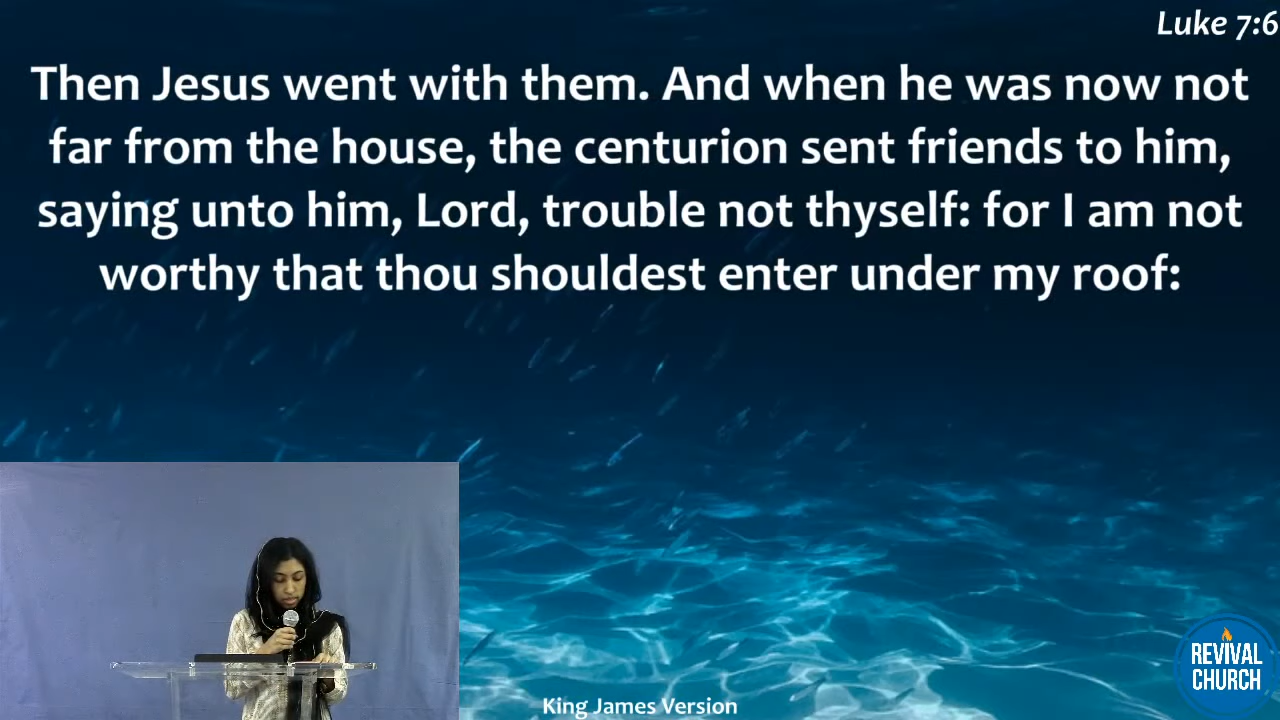 Luke 7:6
Then Jesus went with them. And when he was now not
far from the house, the centurion sent friends to him,
saying unto him, Lord, trouble not thyself: for I am not
worthy that thou shouldest enter under my roof:
REVIVAL
CHURCH
King James Version